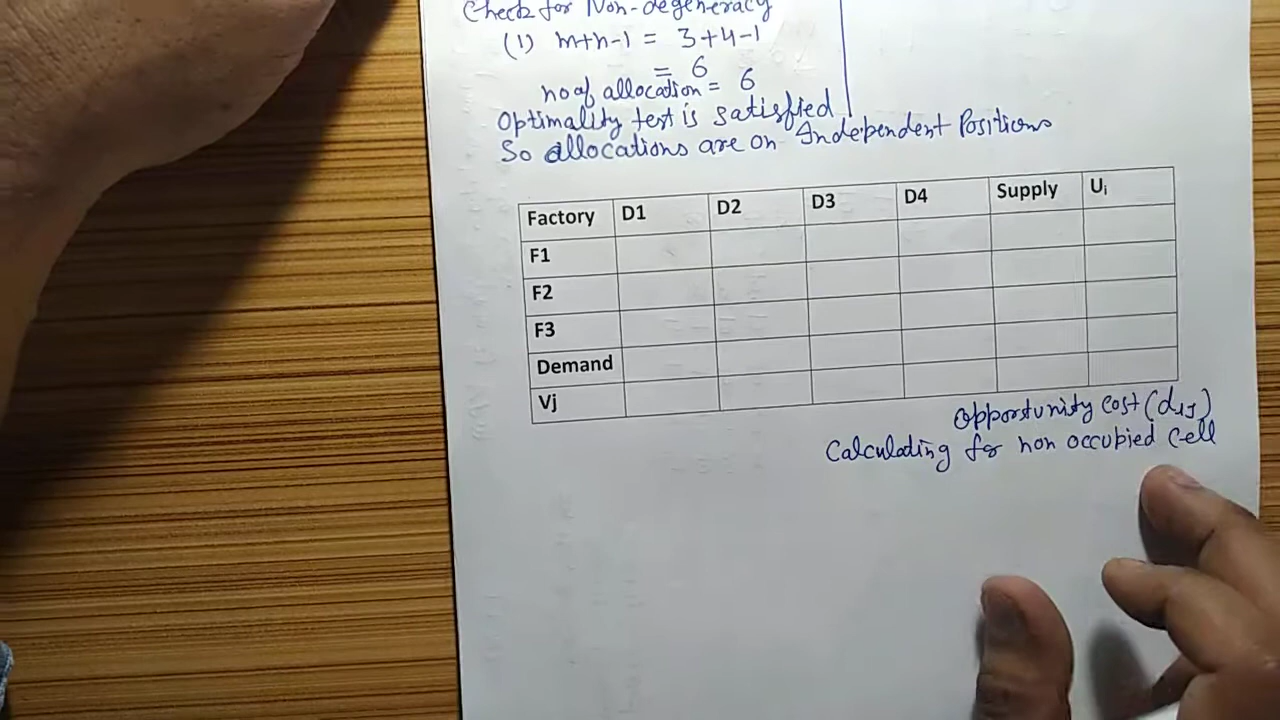 Check for Non-degeneracy
(1) m+n-1 = 3+4-1
= 6
no of allocation = 6
Optimality test is satisfied
So allocations are on Independent Positions
Factory D1 D2 D3 D4 Supply Ui
F1
F2
F3
Demand
Vj
Opportunity cost (dij)
Calculating for non occupied cell